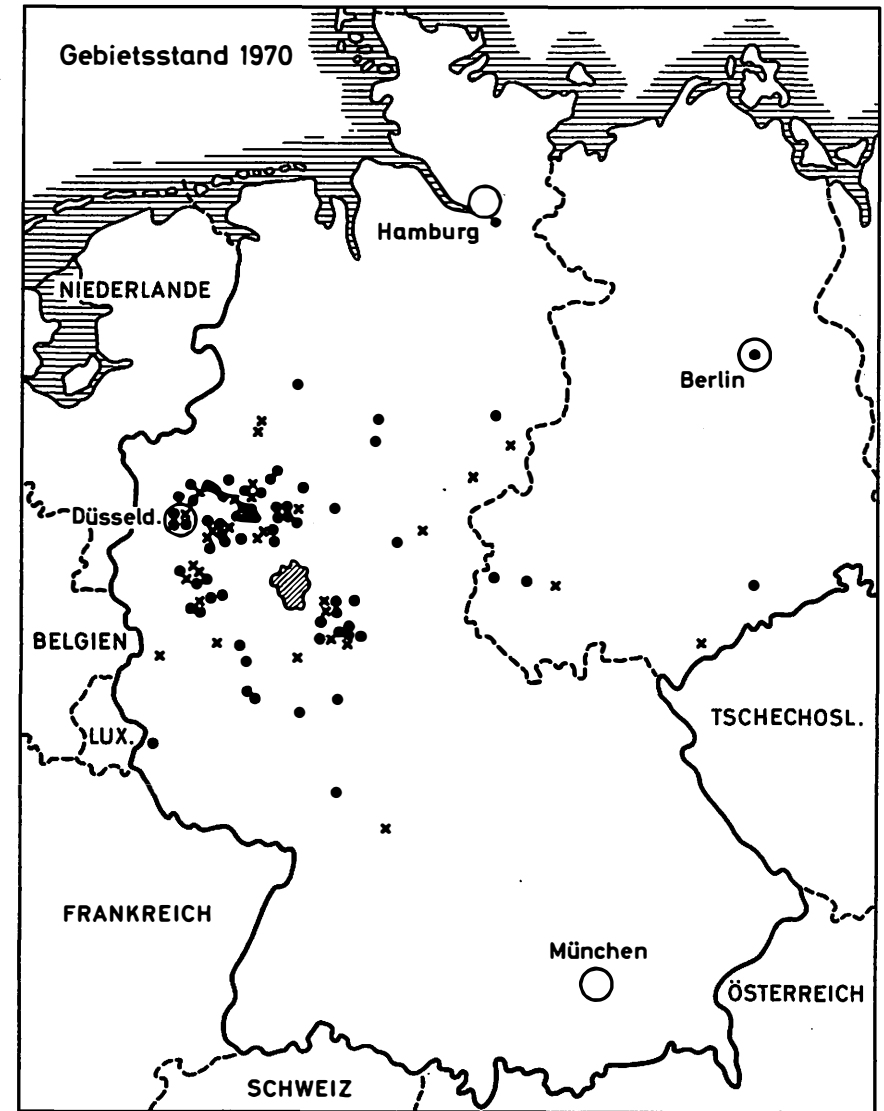 Gebietsstand 1970
Hamburg
NIEDERLANDE
Berlin
Düsseld.
BELGIEN
LUX.
TSCHECHOSL.
FRANKREICH
München
ÖSTERREICH
SCHWEIZ